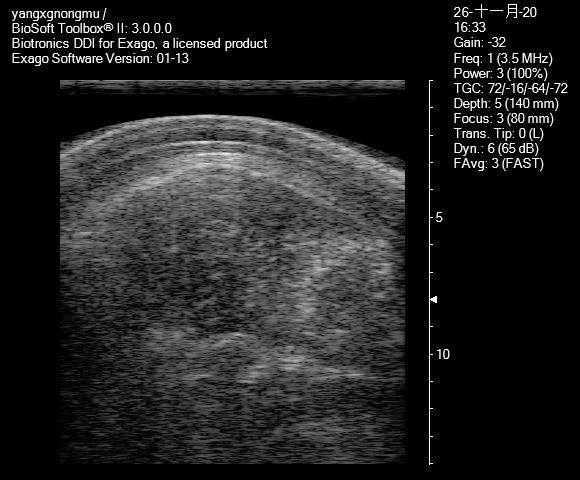 yangxgnongmu /
BioSoft Toolbox® II: 3.0.0.0
Biotronics DDI for Exago, a licensed product
Exago Software Version: 01-13
26-十一月-20
16:33
Gain: -32
Freq: 1 (3.5 MHz)
Power: 3 (100%)
TGC: 72/-16/-64/-72
Depth: 5 (140 mm)
Focus: 3 (80 mm)
Trans. Tip: 0 (L)
Dyn.: 6 (65 dB)
FAvg: 3 (FAST)
5
10